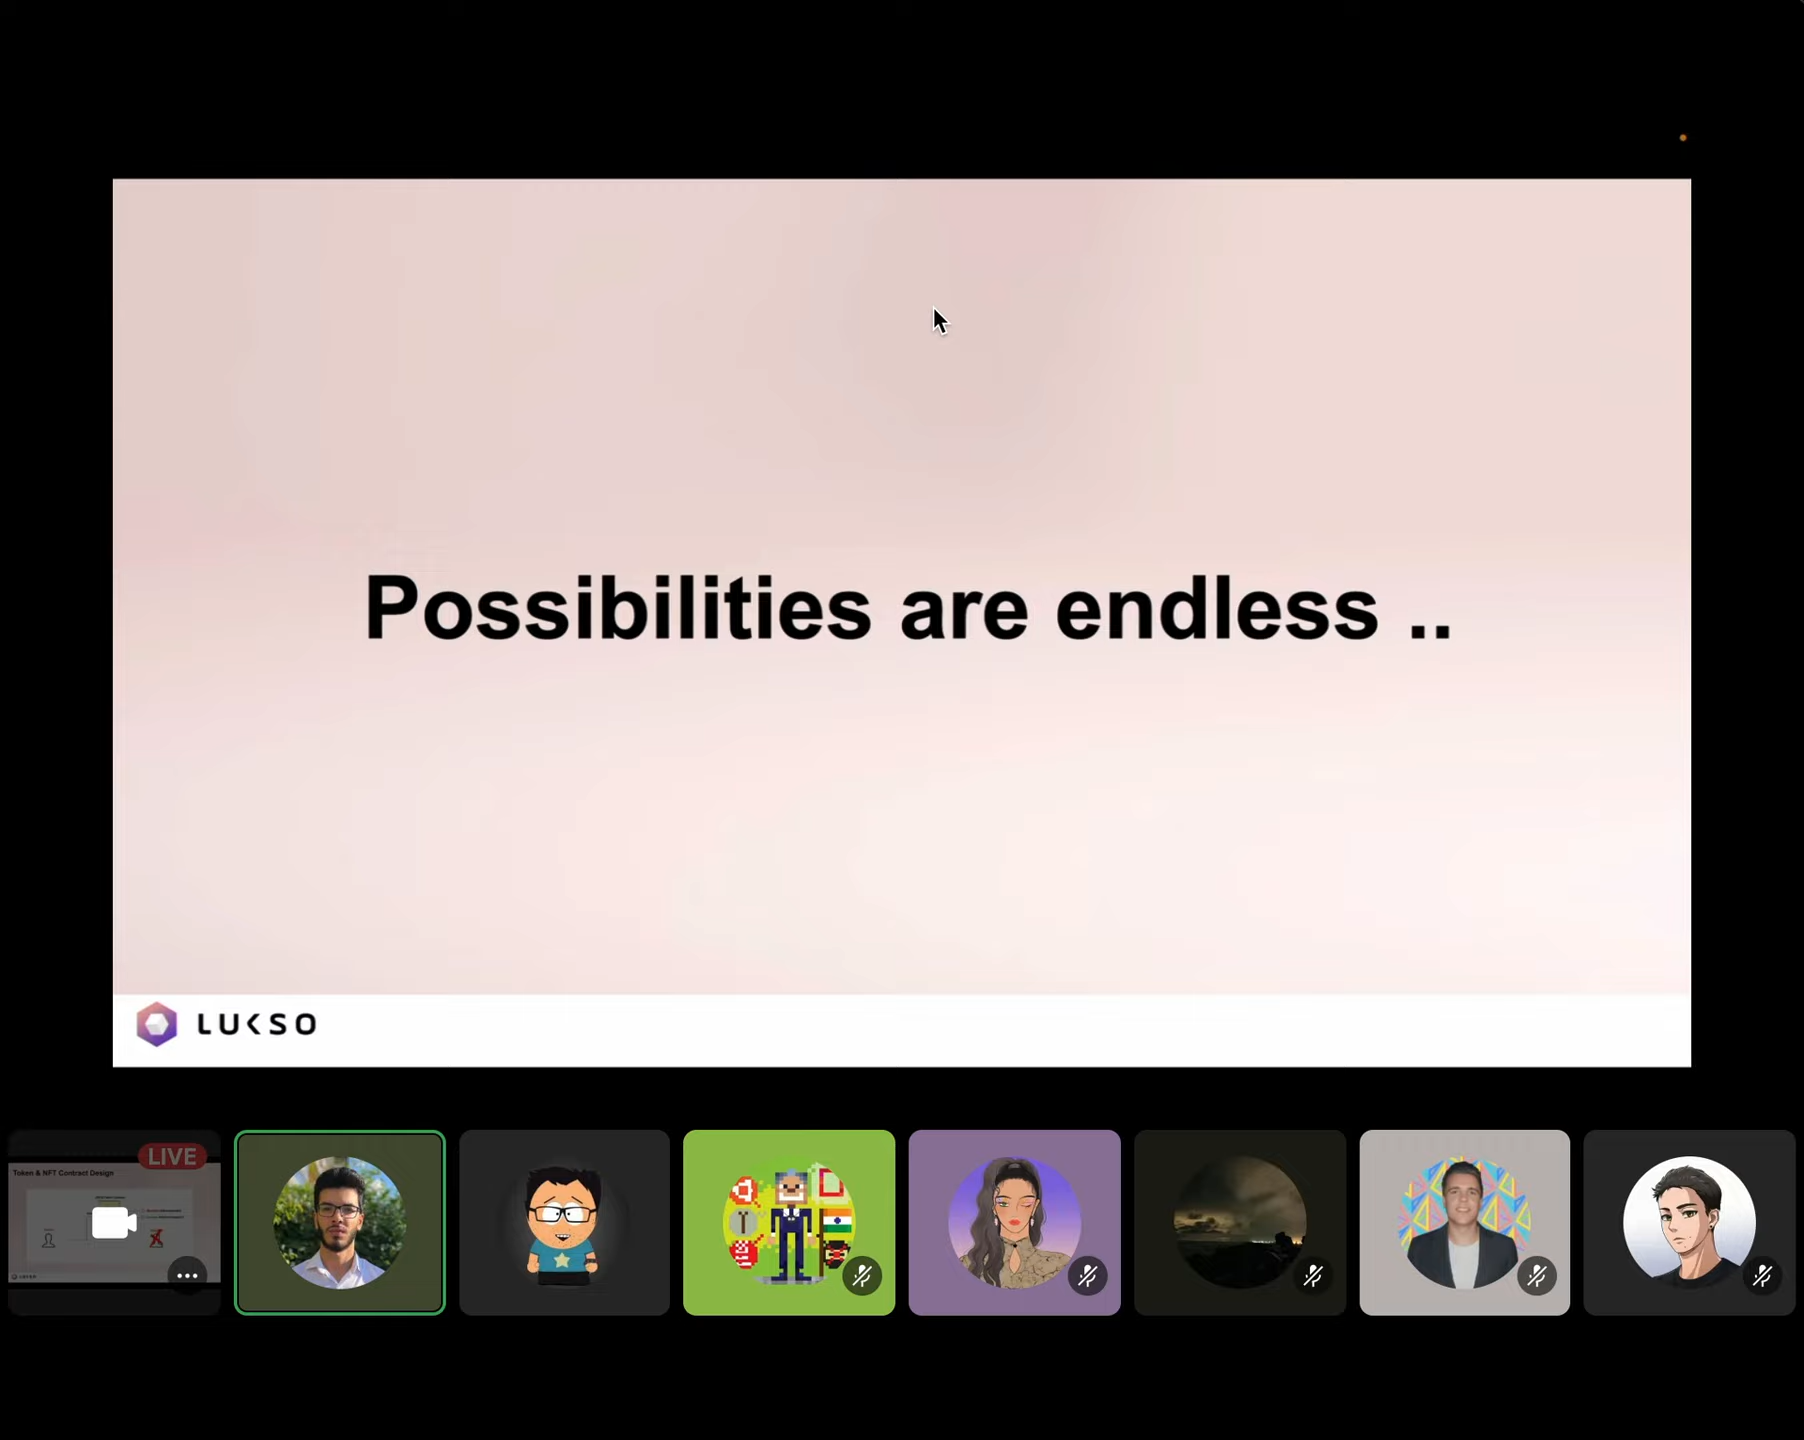 Possibilities are endless ..
LUKSO
LIVE
Token & NFT Contract Design